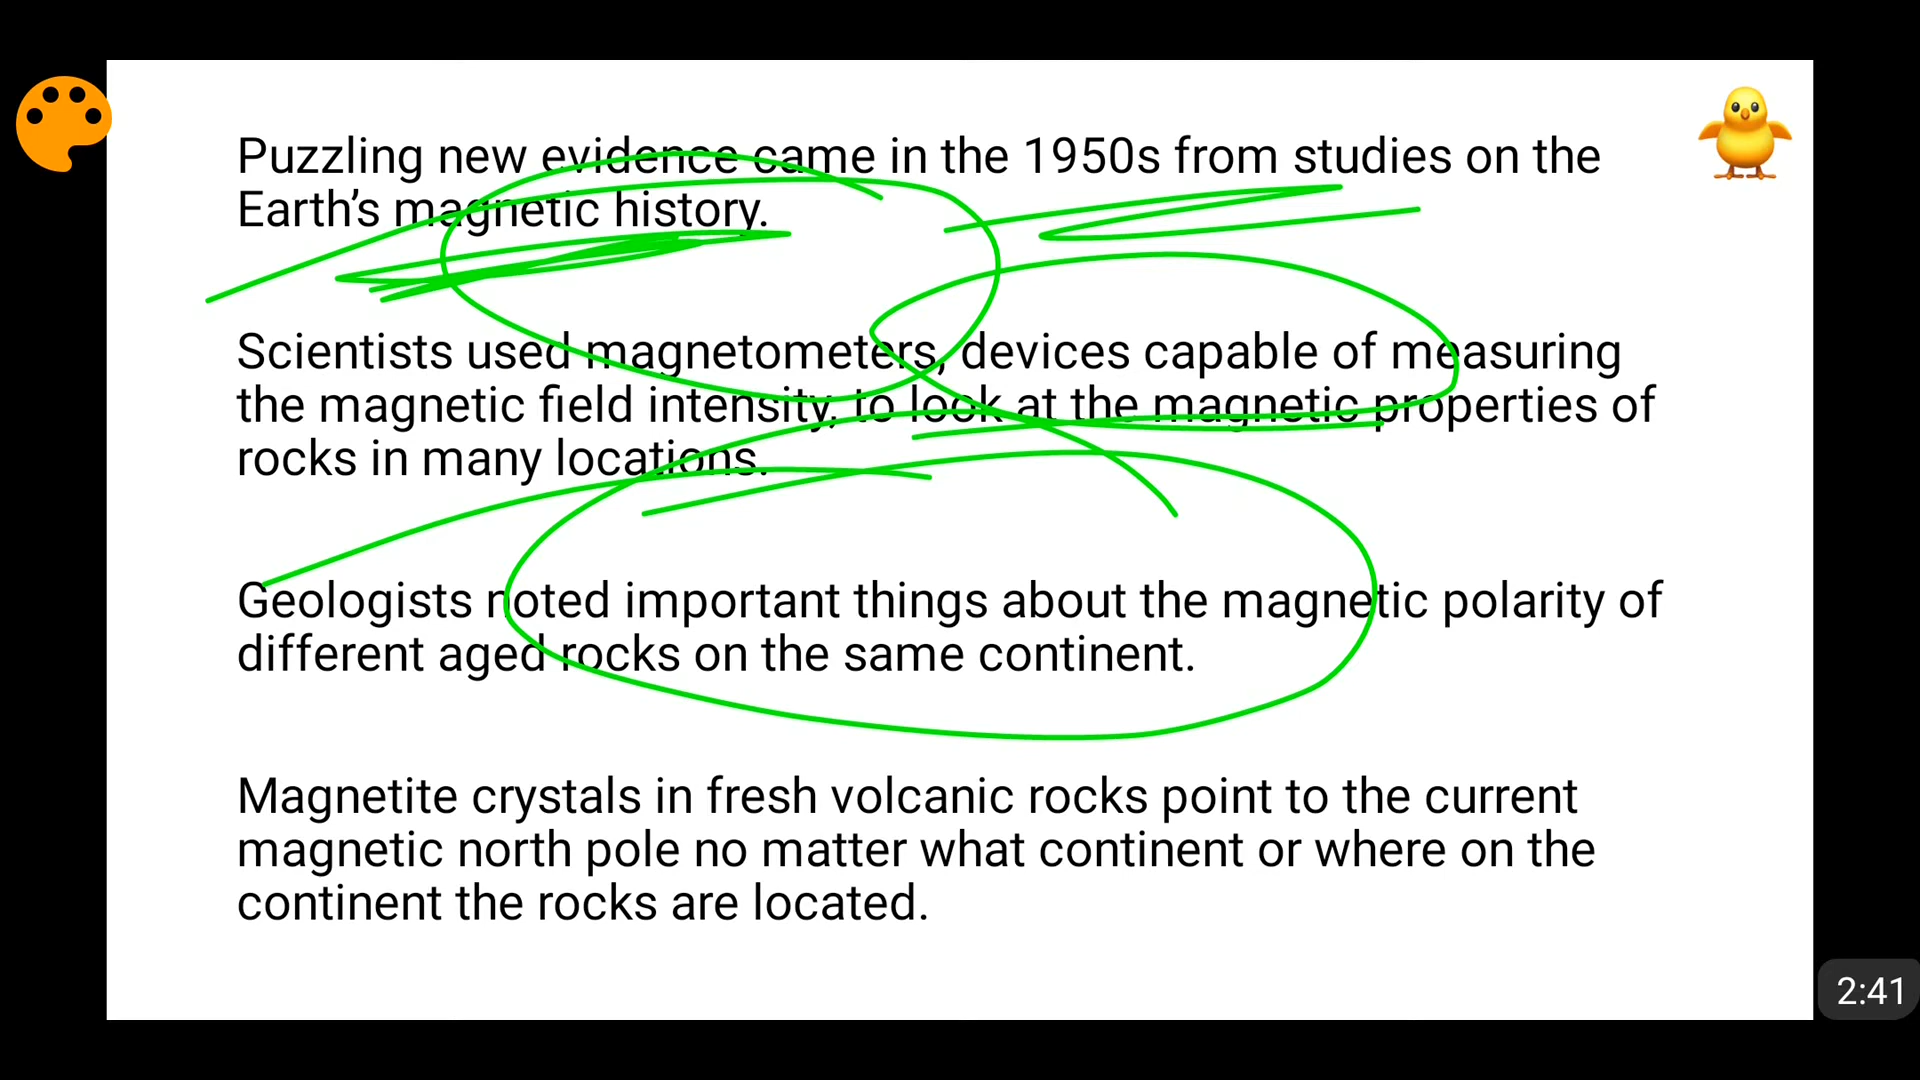 Puzzling new evidence came in the 1950s from studies on the
Earth’s magnetic history.
Scientists used magnetometers, devices capable of measuring
the magnetic field intensity, to look at the magnetic properties of
rocks in many locations.
Geologists noted important things about the magnetic polarity of
different aged rocks on the same continent.
Magnetite crystals in fresh volcanic rocks point to the current
magnetic north pole no matter what continent or where on the
continent the rocks are located.
2:41